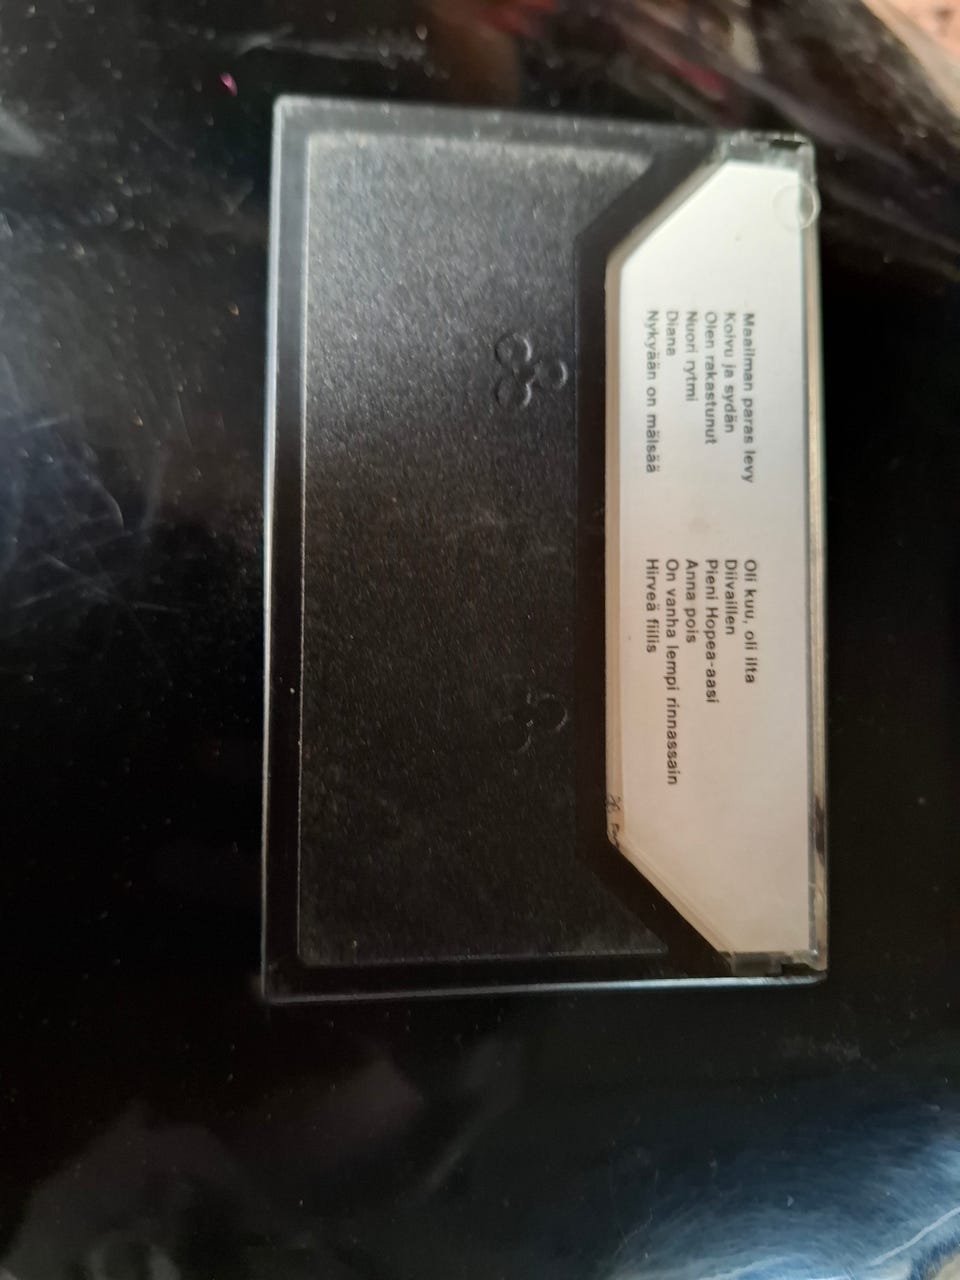 Maailman paras levy
Koivu ja sydän
Olen rakastunut
Nuori rytmi
Diana
Nykyään on mälsää
Oli kuu, oli ilta
Diivaillen
Pieni Hopea-aasi
Anna pois
On vanha lempi rinnassain
Hirveä fiilis